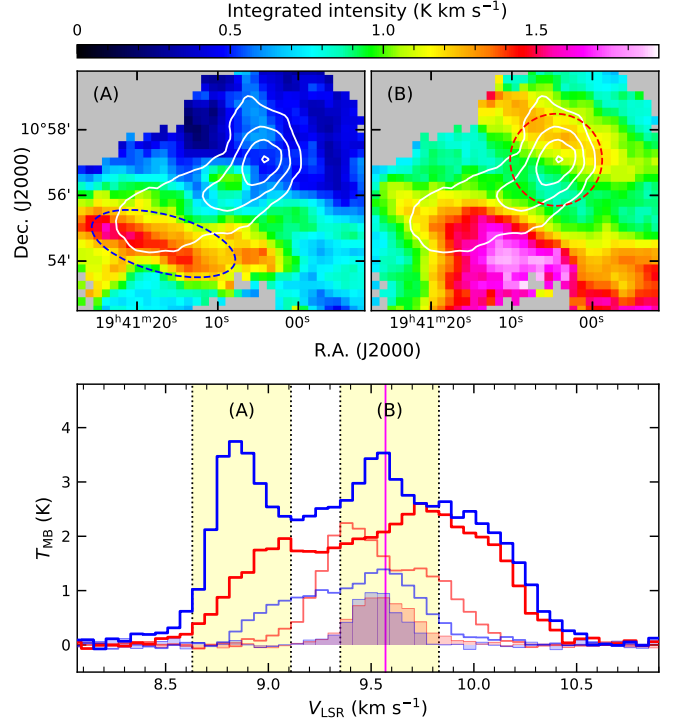 Integrated intensity (K km s⁻¹)
0 0.5 1.0 1.5
(A) (B)
10°58'
56'
54'
Dec. (J2000)
19ʰ41ᵐ20ˢ 10ˢ 00ˢ 19ʰ41ᵐ20ˢ 10ˢ 00ˢ
R.A. (J2000)
(A) (B)
4
3
2
1
0
T_MB (K)
8.5 9.0 9.5 10.0 10.5
V_LSR (km s⁻¹)